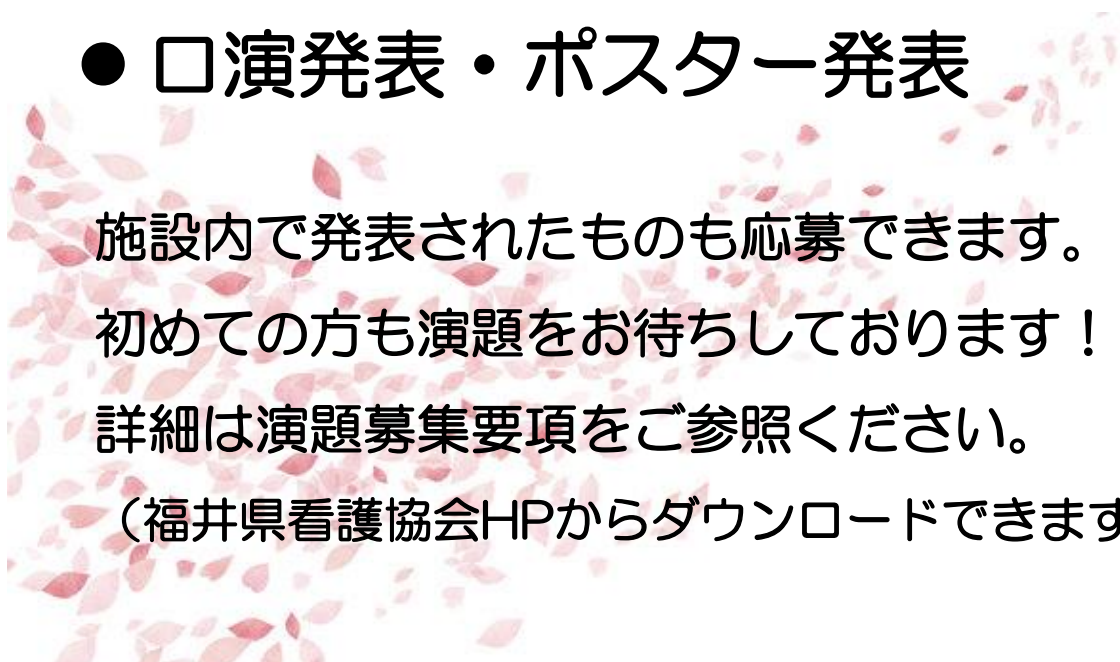 ● 口演発表・ポスター発表
施設内で発表されたものも応募できます。
初めての方も演題をお待ちしております！
詳細は演題募集要項をご参照ください。
（福井県看護協会HPからダウンロードできます